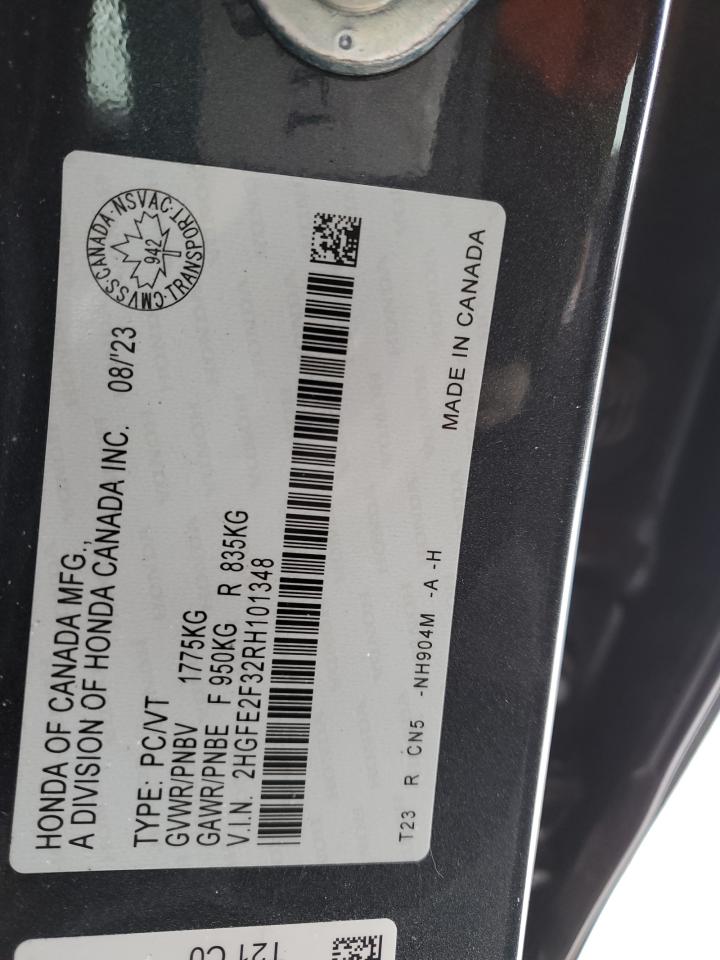 HONDA OF CANADA MFG.,
A DIVISION OF HONDA CANADA INC. 08/'23
CMVSS·CANADA·NSVAC·TRANSPORT·
942
TYPE: PC/VT
GVWR/PNBV 1775KG
GAWR/PNBE F 950KG R 835KG
V.I.N. 2HGFE2F32RH101348
T23 R CN5 -NH904M -A -H
MADE IN CANADA